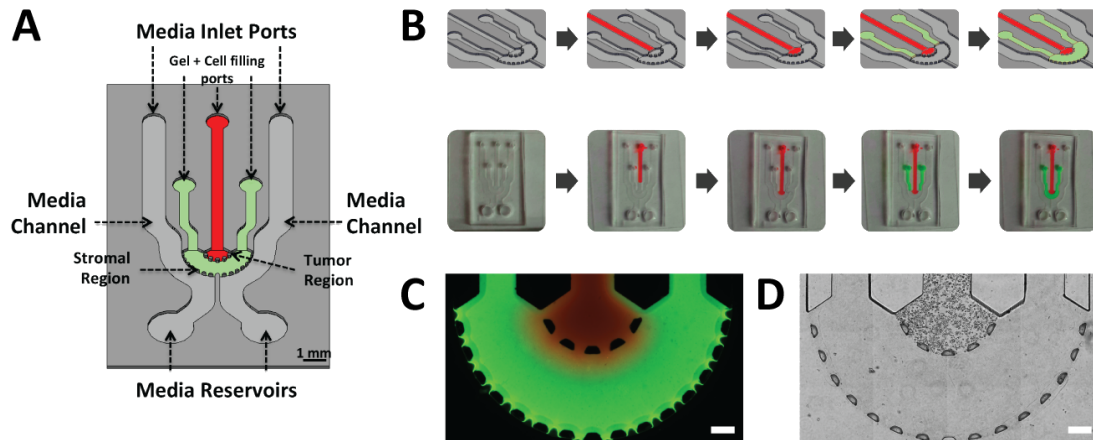 A
Media Inlet Ports
Gel + Cell filling
ports
Media
Channel
Media
Channel
Stromal
Region
Tumor
Region
1 mm
Media Reservoirs
B
C
D